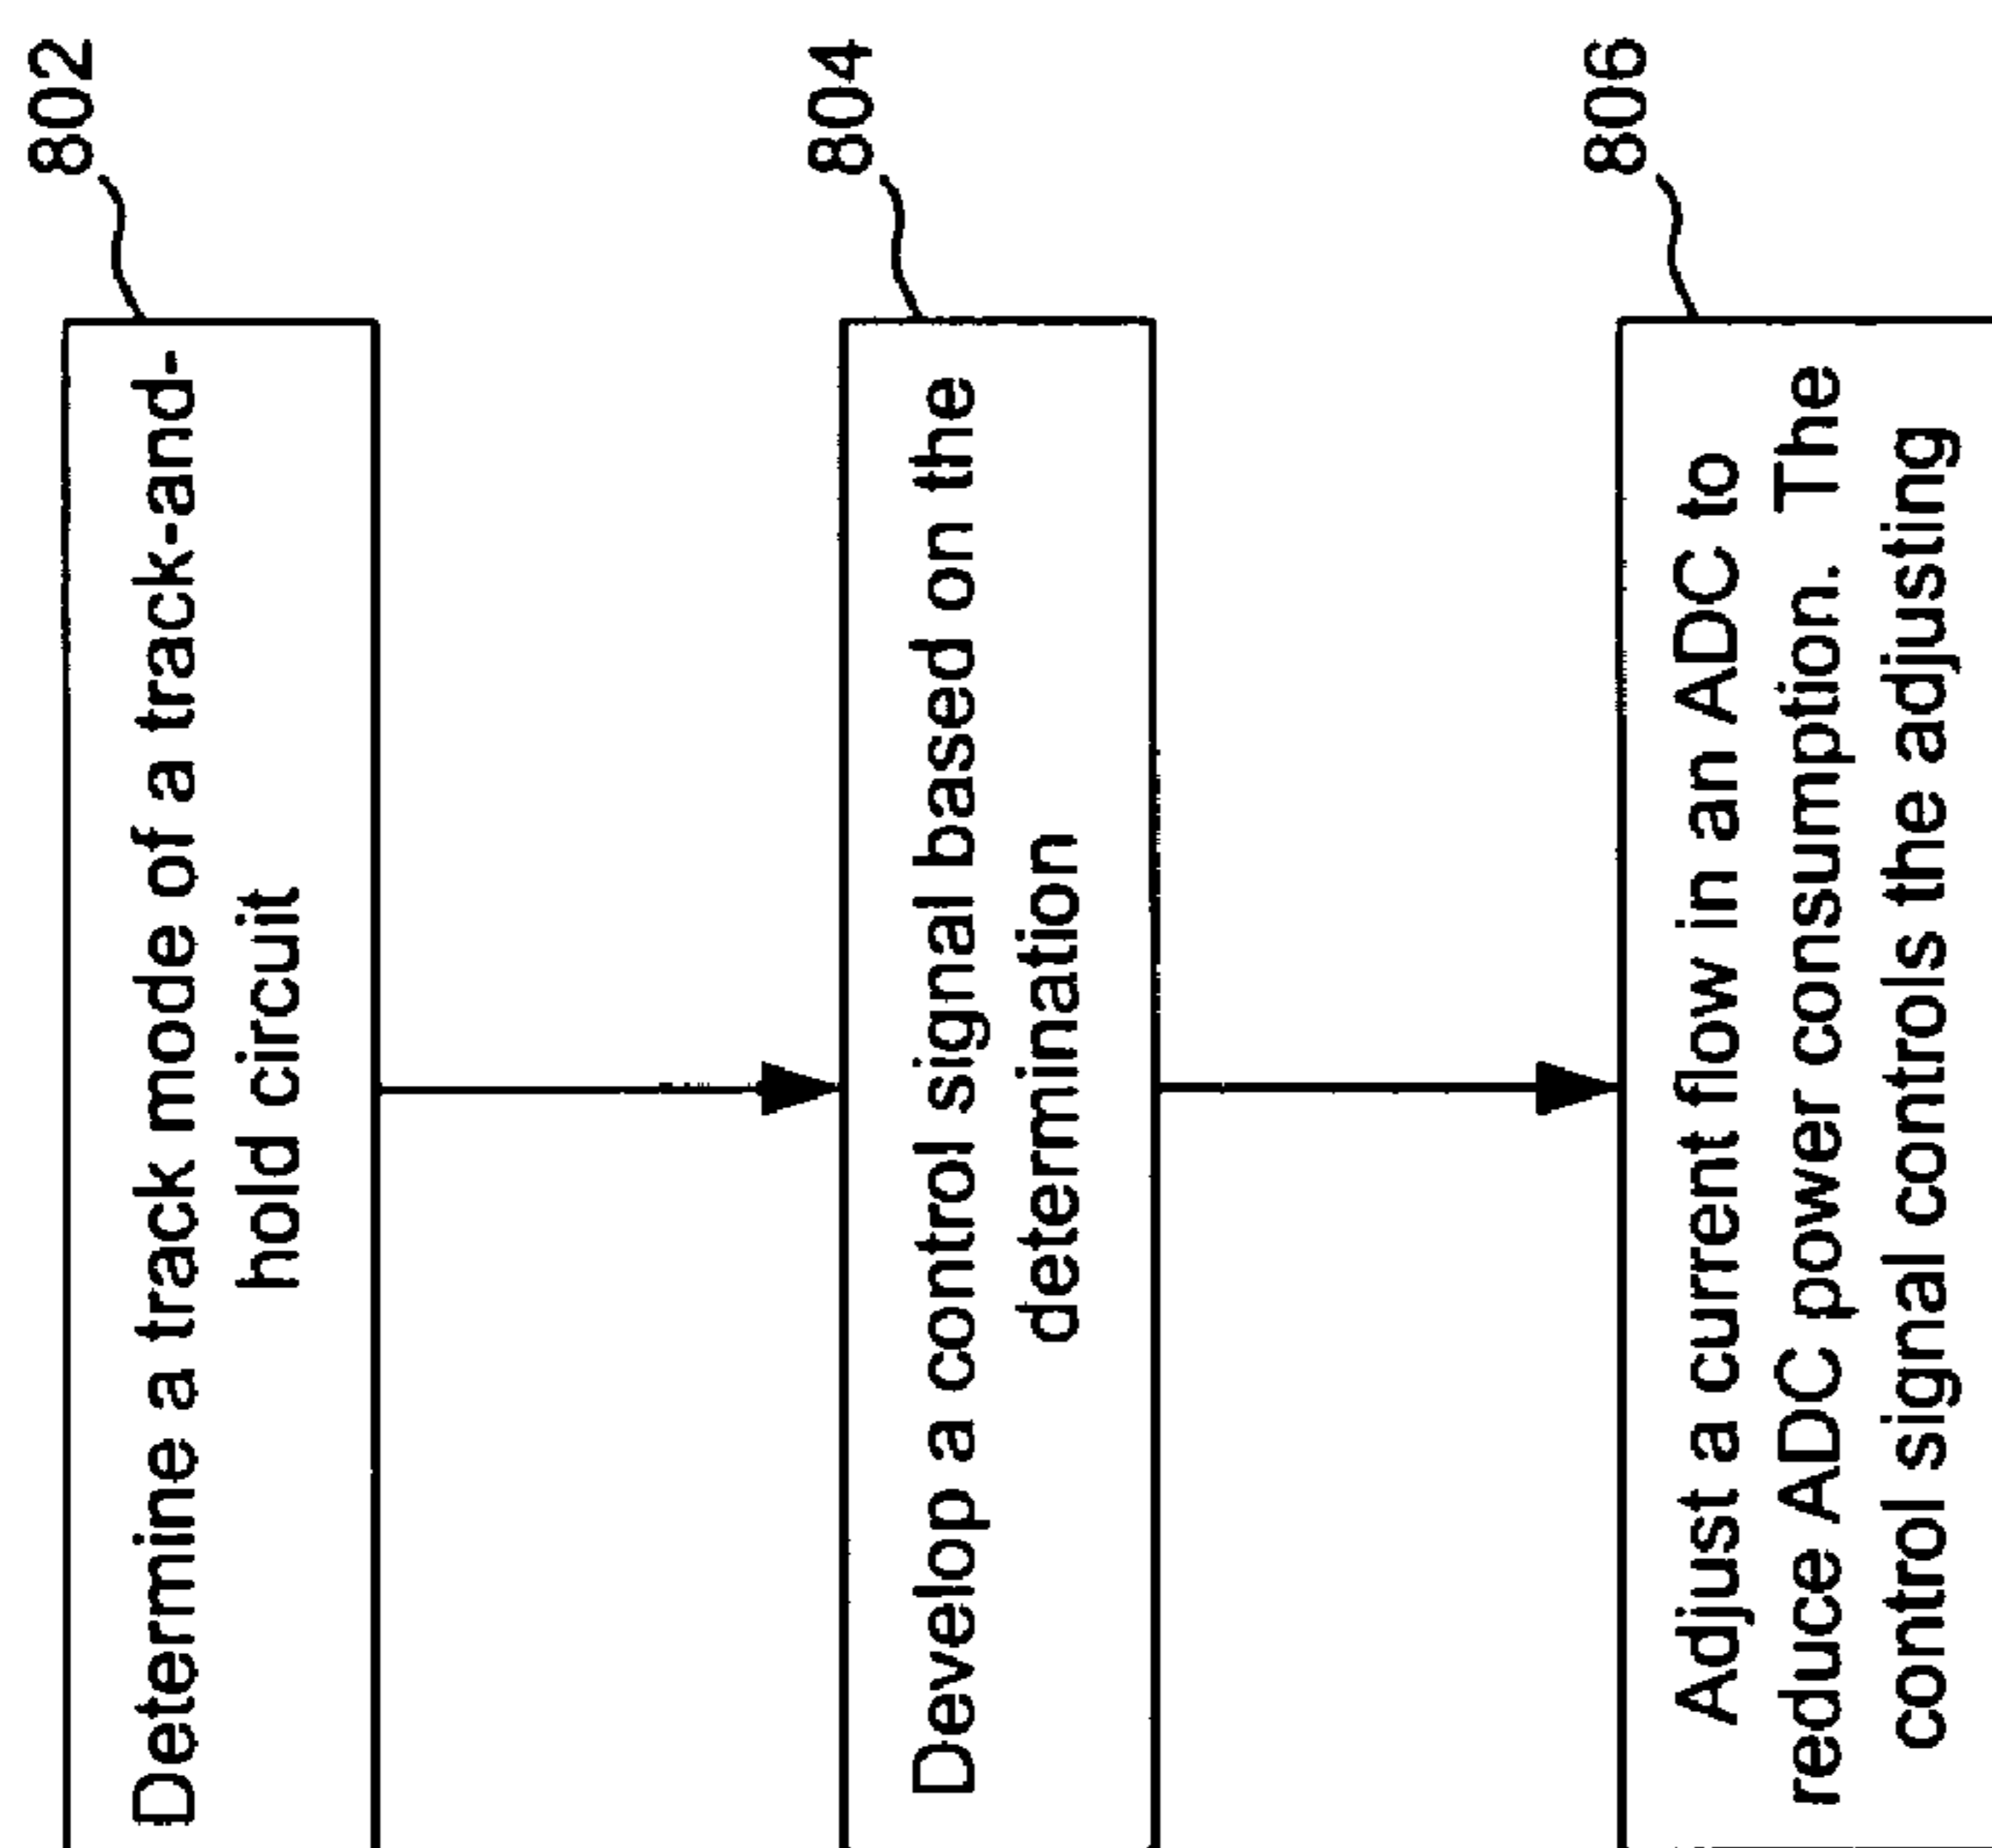 802
Determine a track mode of a track-and-
hold circuit
804
Develop a control signal based on the
determination
806
Adjust a current flow in an ADC to
reduce ADC power consumption. The
control signal controls the adjusting